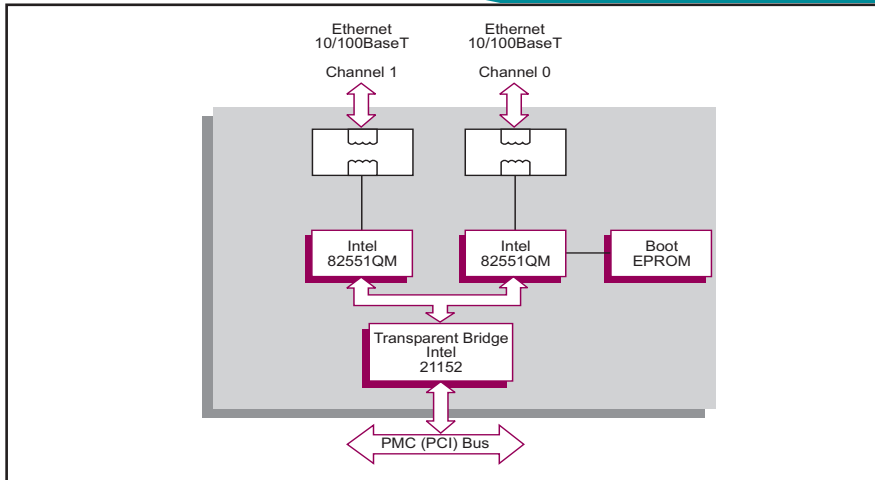 Ethernet
10/100BaseT
Channel 1
Ethernet
10/100BaseT
Channel 0
Intel
82551QM
Intel
82551QM
Boot
EPROM
Transparent Bridge
Intel
21152
PMC (PCI) Bus